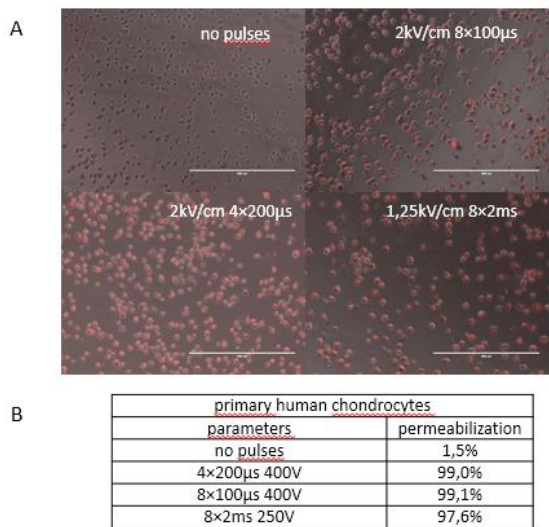 A
no pulses
2kV/cm 8×100µs
2kV/cm 4×200µs
1,25kV/cm 8×2ms
B
primary human chondrocytes
parameters permeabilization
no pulses 1,5%
4×200µs 400V 99,0%
8×100µs 400V 99,1%
8×2ms 250V 97,6%